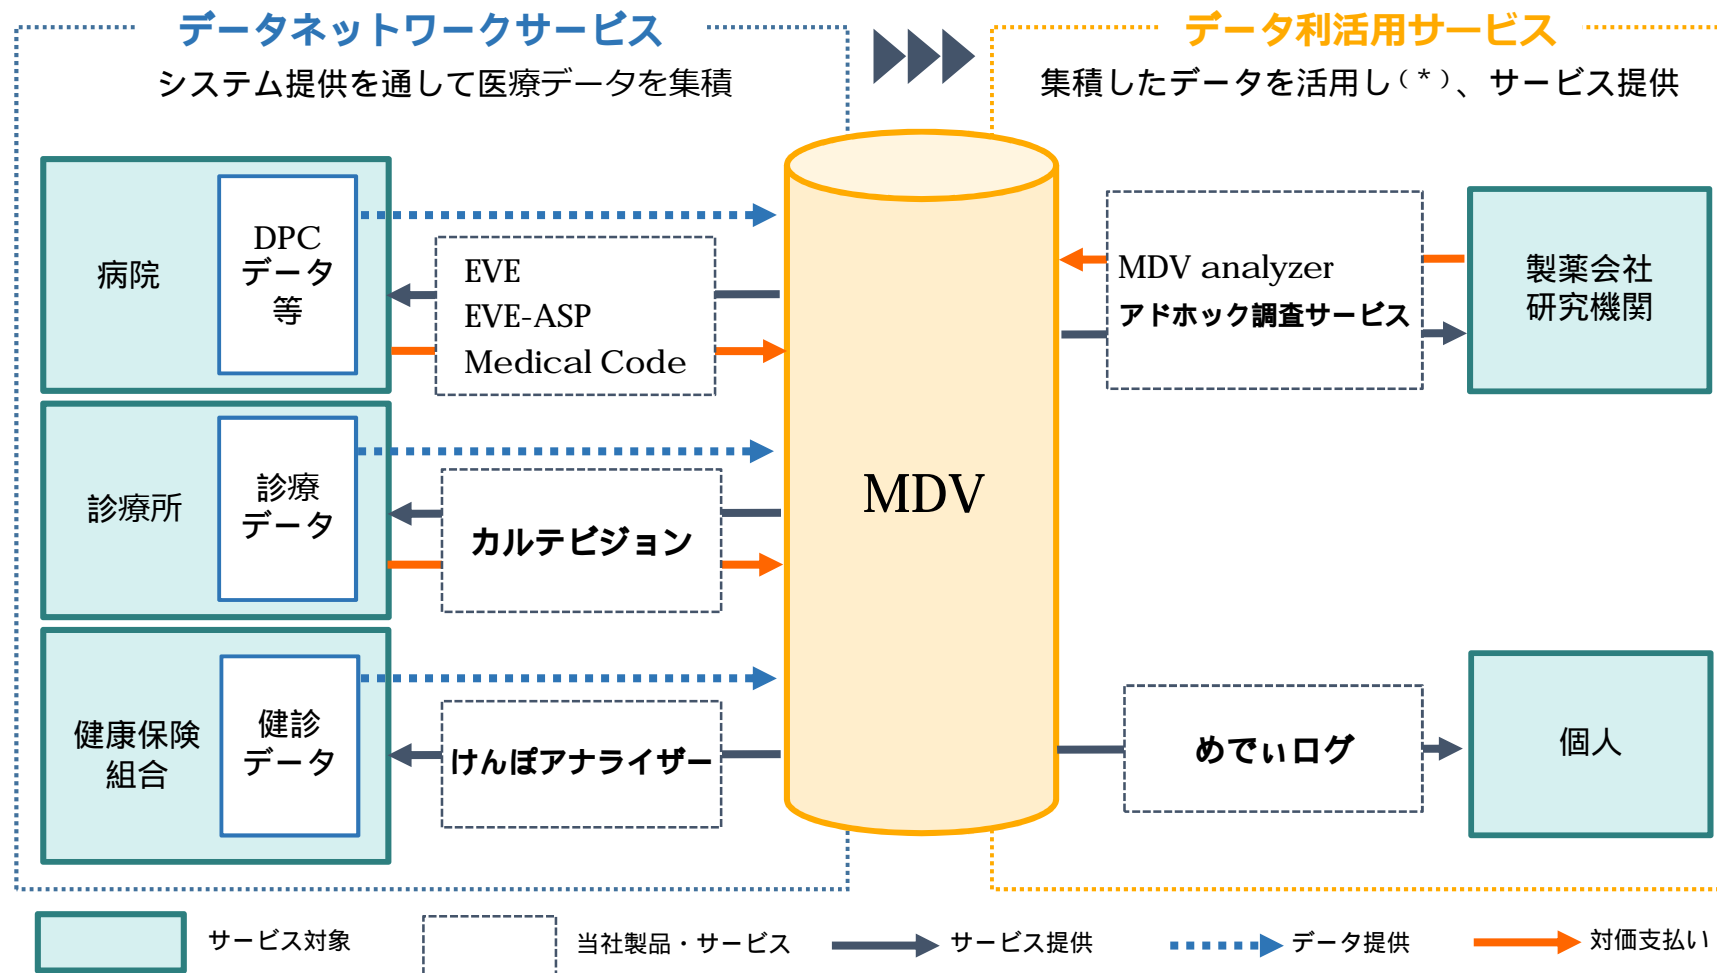 データネットワークサービス
システム提供を通して医療データを集積
データ利活用サービス
集積したデータを活用し(*)、サービス提供
病院
DPC
データ
等
EVE
EVE-ASP
Medical Code
診療所
診療
データ
カルテビジョン
健康保険
組合
健診
データ
けんぽアナライザー
MDV
MDV analyzer
アドホック調査サービス
製薬会社
研究機関
めでぃログ
個人
サービス対象
当社製品・サービス
サービス提供
データ提供
対価支払い